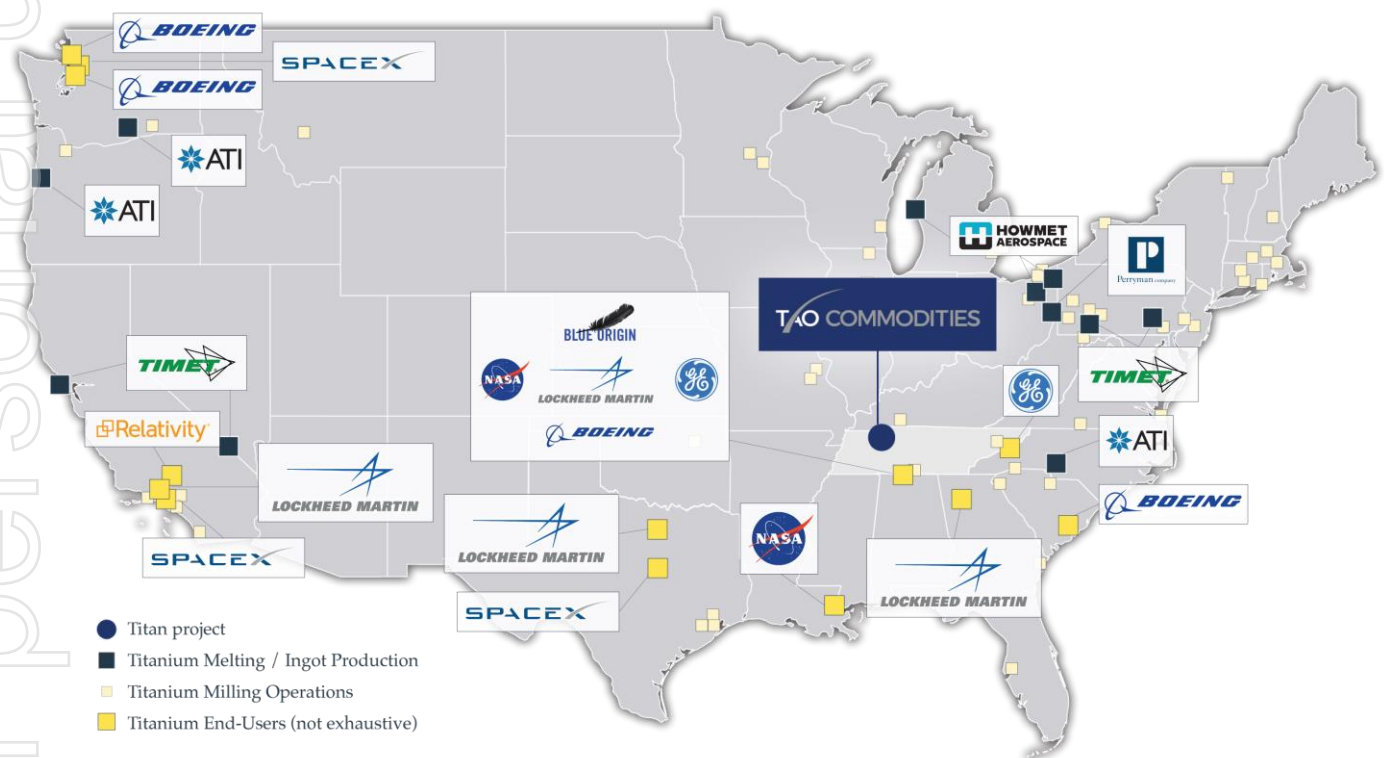 BOEING
SPACEX
BOEING
ATI
ATI
HOWMET
AEROSPACE
P
Perryman company
TAO COMMODITIES
BLUE ORIGIN
NASA
LOCKHEED MARTIN
GE
BOEING
TIMET
Relativity
GE
TIMET
ATI
LOCKHEED MARTIN
LOCKHEED MARTIN
NASA
BOEING
SPACEX
LOCKHEED MARTIN
SPACEX
Titan project
Titanium Melting / Ingot Production
Titanium Milling Operations
Titanium End-Users (not exhaustive)